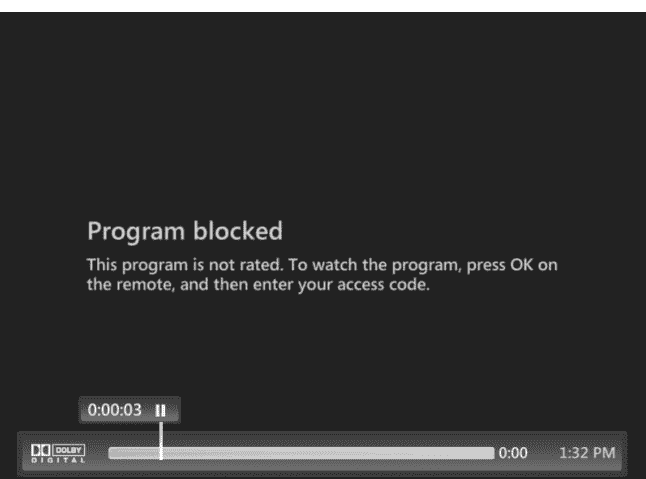 Program blocked
This program is not rated. To watch the program, press OK on
the remote, and then enter your access code.
0:00:03
DOLBY 0:00 1:32 PM
DIGITAL